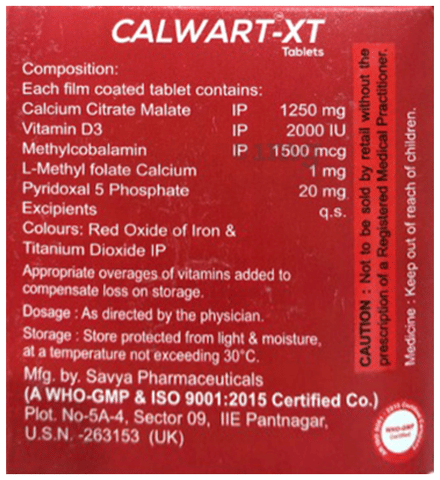 CALWART-XT
Tablets
Composition:
Each film coated tablet contains:
Calcium Citrate Malate IP 1250 mg
Vitamin D3 IP 2000 IU
Methylcobalamin IP 1500 mcg
L-Methyl folate Calcium 1 mg
Pyridoxal 5 Phosphate 20 mg
Excipients q.s.
Colours: Red Oxide of Iron &
Titanium Dioxide IP
Appropriate overages of vitamins added to
compensate loss on storage.
Dosage : As directed by the physician.
Storage : Store protected from light & moisture,
at a temperature not exceeding 30°C.
Mfg. by. Savya Pharmaceuticals
(A WHO-GMP & ISO 9001:2015 Certified Co.)
Plot. No-5A-4, Sector 09, IIE Pantnagar,
U.S.N. -263153 (UK)
CAUTION : Not to be sold by retail without the
prescription of a Registered Medical Practitioner.
Medicine : Keep out of reach of children.
WHO-GMP
Certified